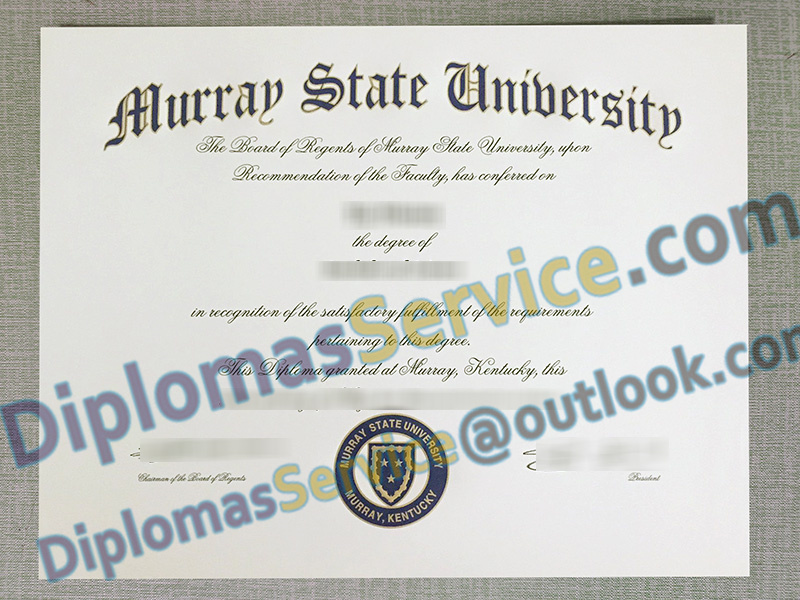 Murray State University
The Board of Regents of Murray State University, upon
Recommendation of the Faculty, has conferred on
the degree of
in recognition of the satisfactory fulfillment of the requirements
pertaining to this degree.
This Diploma granted at Murray, Kentucky, this
DiplomasService.com
MURRAY STATE UNIVERSITY
MURRAY, KENTUCKY
Chairman of the Board of Regents
President
DiplomasService@outlook.com